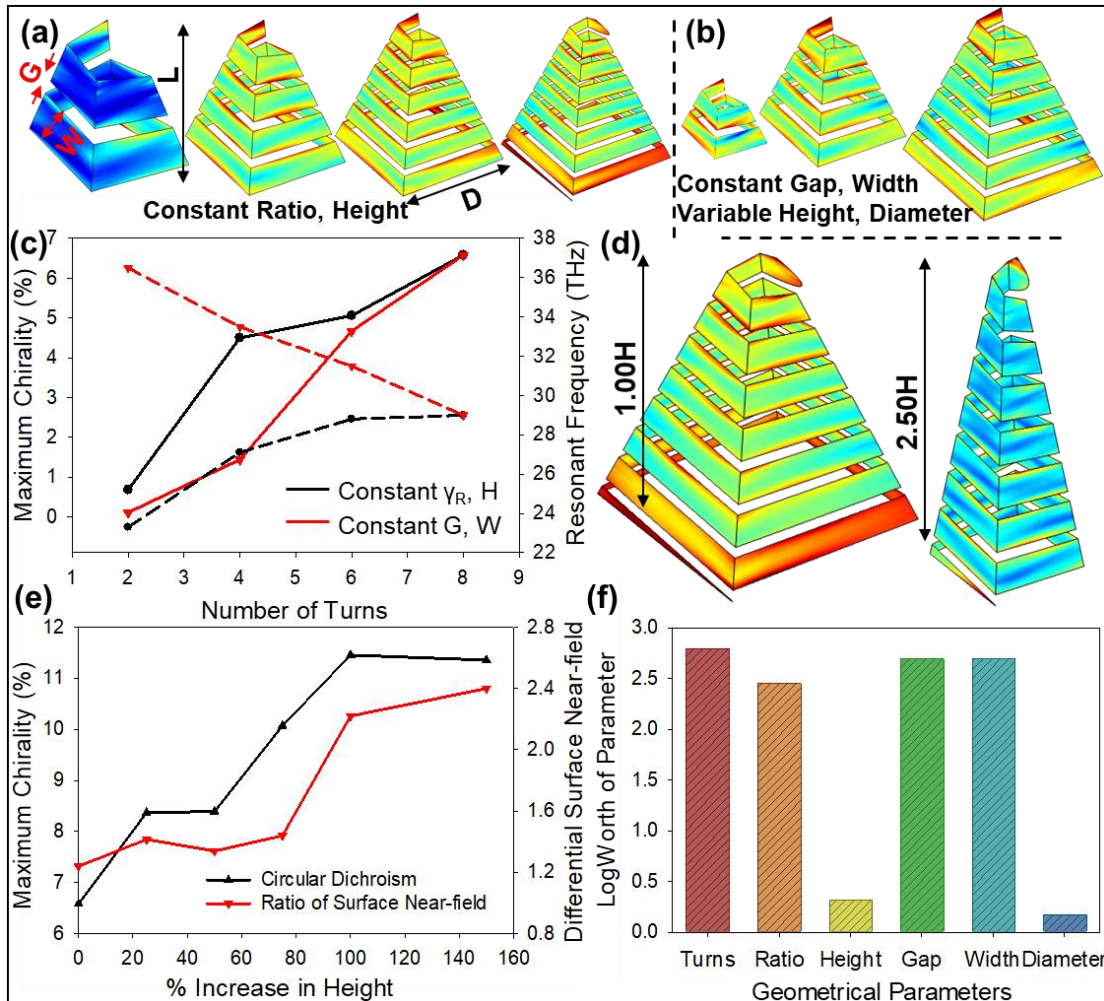 (a)
G
W
L
Constant Ratio, Height
D
(b)
Constant Gap, Width
Variable Height, Diameter
(c)
Maximum Chirality (%)
7
6
5
4
3
2
1
0
38
36
34
32
30
28
26
24
22
Resonant Frequency (THz)
Constant γR, H
Constant G, W
1 2 3 4 5 6 7 8 9
Number of Turns
(d)
1.00H
2.50H
(e)
Maximum Chirality (%)
12
11
10
9
8
7
6
2.8
2.4
2.0
1.6
1.2
0.8
Differential Surface Near-field
Circular Dichroism
Ratio of Surface Near-field
0 20 40 60 80 100 120 140 160
% Increase in Height
(f)
LogWorth of Parameter
3.0
2.5
2.0
1.5
1.0
0.5
0.0
Turns Ratio Height Gap Width Diameter
Geometrical Parameters